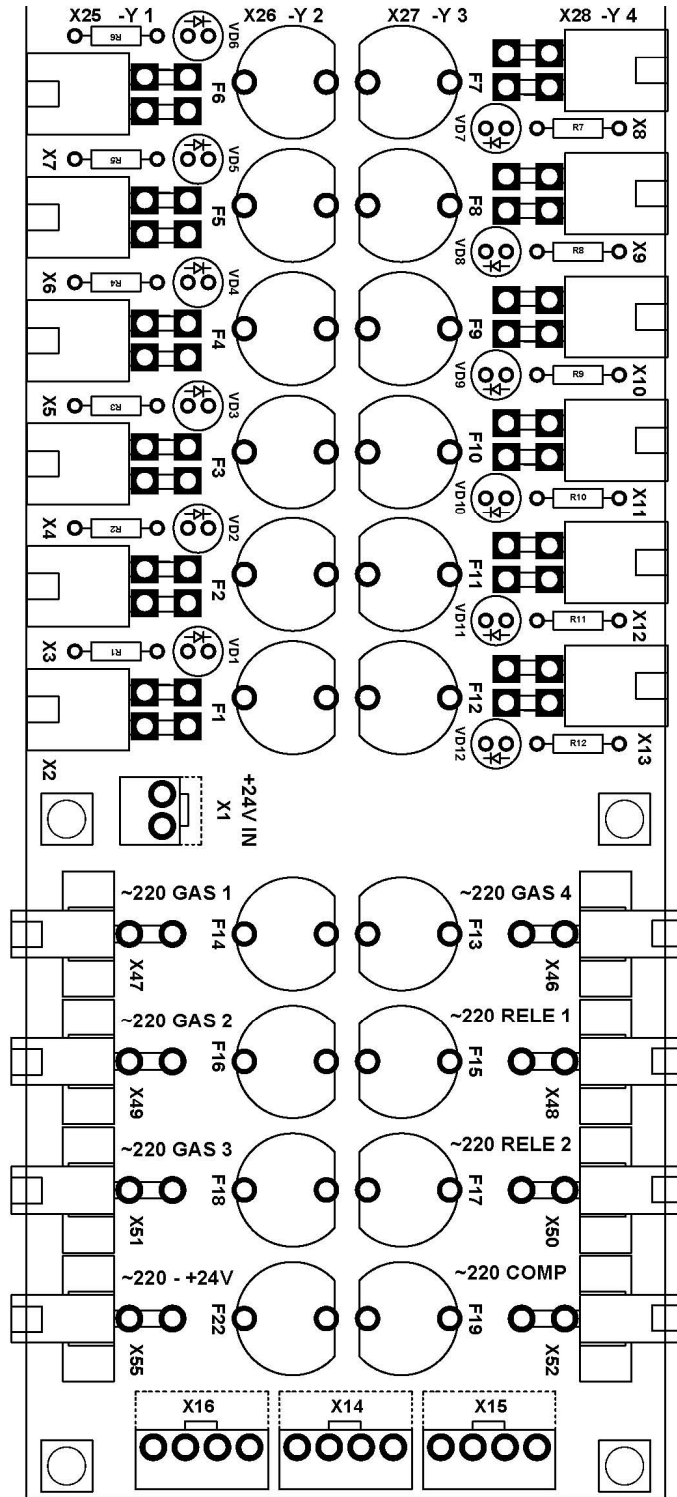 X25 -Y 1
X26 -Y 2
X27 -Y 3
X28 -Y 4
R6
VD6
F6
F7
VD7
R7
X8
X7
R5
VD5
F5
F8
VD8
R8
X9
X6
R4
VD4
F4
F9
VD9
R9
X10
X5
R3
VD3
F3
F10
VD10
R10
X11
X4
R2
VD2
F2
F11
VD11
R11
X12
X3
R1
VD1
F1
F12
VD12
R12
X13
X2
X1
+24V IN
~220 GAS 1
F14
F13
~220 GAS 4
X47
X46
~220 GAS 2
F16
F15
~220 RELE 1
X49
X48
~220 GAS 3
F18
F17
~220 RELE 2
X51
X50
~220 - +24V
F22
F19
~220 COMP
X55
X52
X16
X14
X15